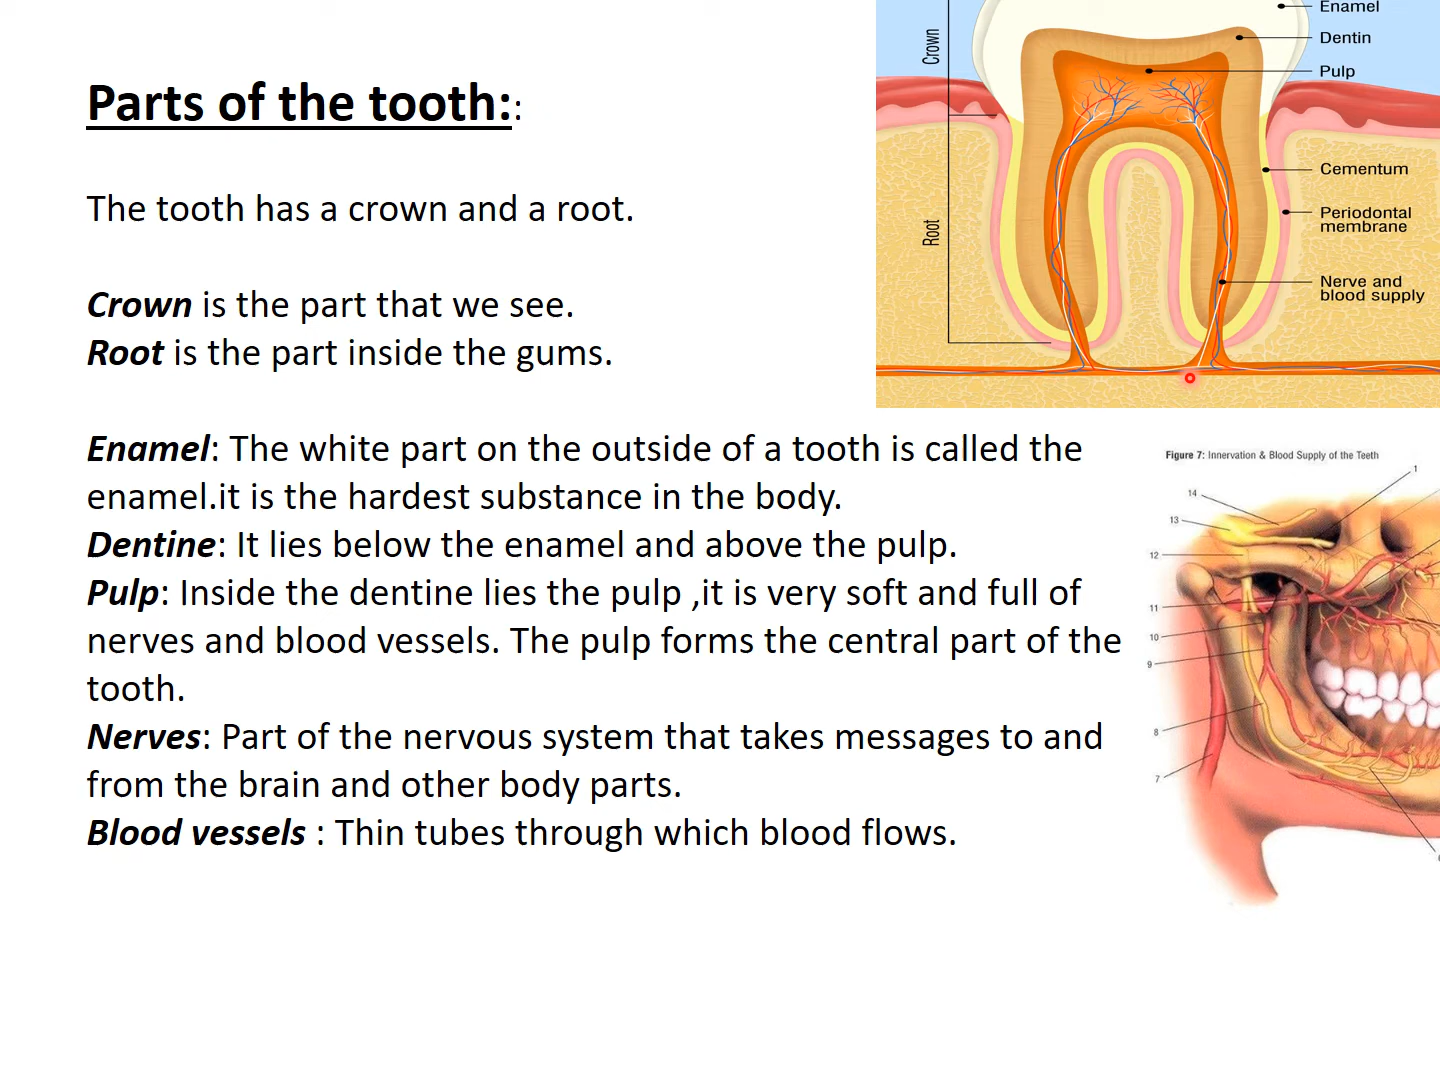 Parts of the tooth::
The tooth has a crown and a root.
Crown is the part that we see.
Root is the part inside the gums.
Enamel: The white part on the outside of a tooth is called the
enamel.it is the hardest substance in the body.
Dentine: It lies below the enamel and above the pulp.
Pulp: Inside the dentine lies the pulp ,it is very soft and full of
nerves and blood vessels. The pulp forms the central part of the
tooth.
Nerves: Part of the nervous system that takes messages to and
from the brain and other body parts.
Blood vessels : Thin tubes through which blood flows.
Crown
Root
Enamel
Dentin
Pulp
Cementum
Periodontal
membrane
Nerve and
blood supply
Figure 7: Innervation & Blood Supply of the Teeth
1
14
13
12
11
10
9
8
7